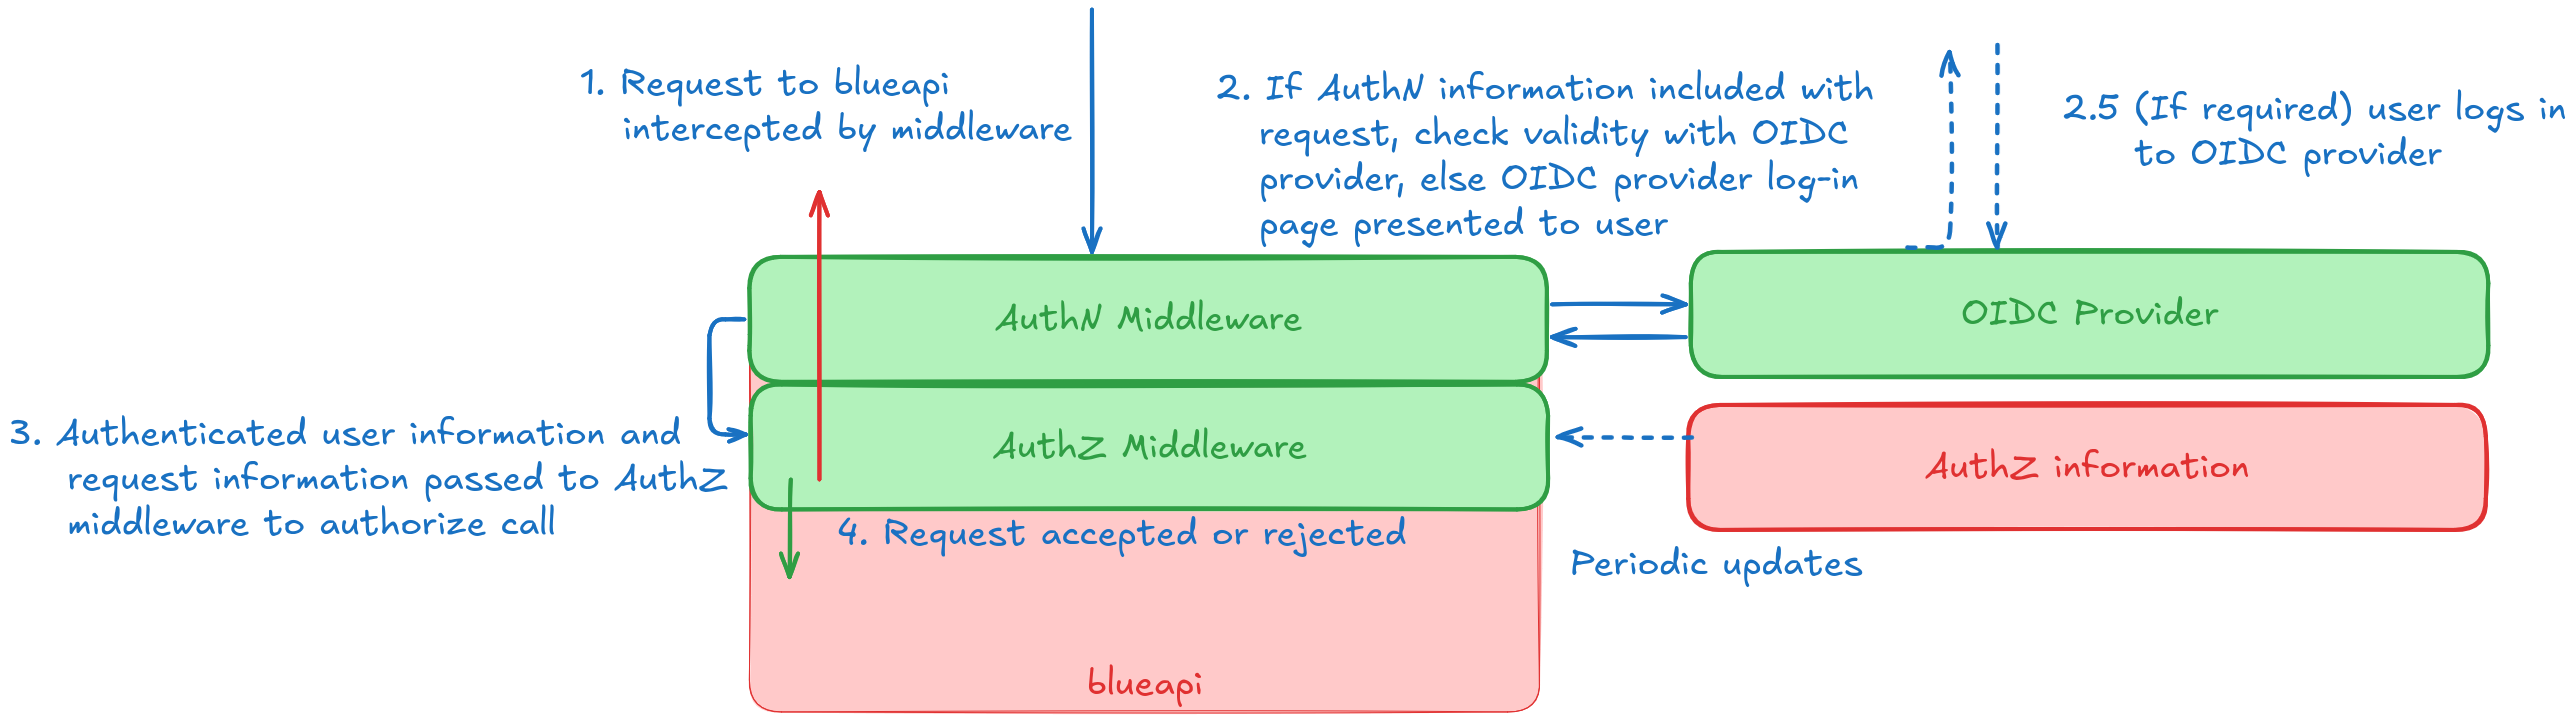 1. Request to blueapi
intercepted by middleware
2. If AuthN information included with
request, check validity with OIDC
provider, else OIDC provider log-in
page presented to user
2.5 (If required) user logs in
to OIDC provider
AuthN Middleware
OIDC Provider
3. Authenticated user information and
request information passed to AuthZ
middleware to authorize call
AuthZ Middleware
AuthZ information
4. Request accepted or rejected
Periodic updates
blueapi